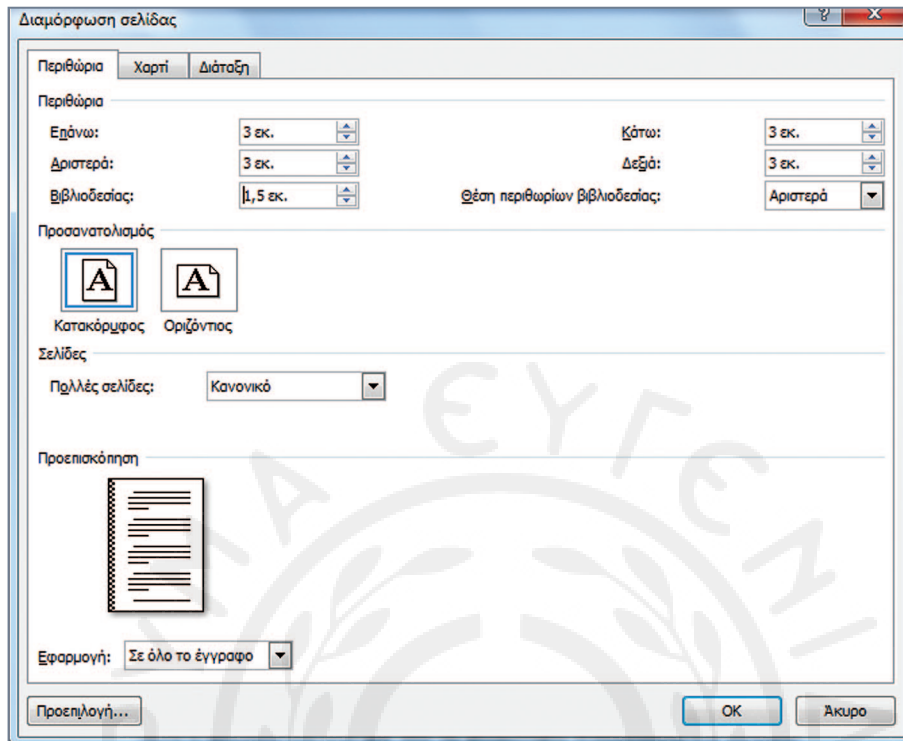 Διαμόρφωση σελίδας
Περιθώρια Χαρτί Διάταξη
Περιθώρια
Επάνω: 3 εκ. Κάτω: 3 εκ.
Αριστερά: 3 εκ. Δεξιά: 3 εκ.
Βιβλιοδεσίας: 1,5 εκ. Θέση περιθωρίων βιβλιοδεσίας: Αριστερά
Προσανατολισμός
A A
Κατακόρυφος Οριζόντιος
Σελίδες
Πολλές σελίδες: Κανονικό
Προεπισκόπηση
Εφαρμογή: Σε όλο το έγγραφο
Προεπιλογή... OK Άκυρο